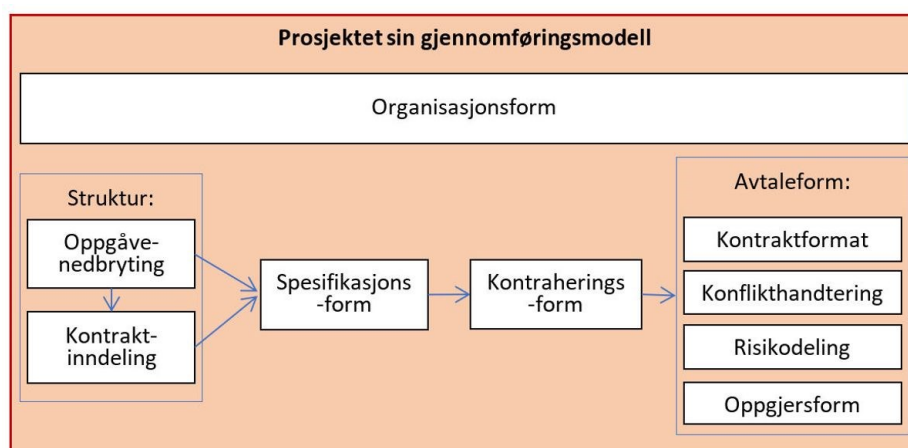 Prosjektet sin gjennomføringsmodell
Organisasjonsform
Struktur:
Oppgåve-
nedbryting
Kontrakt-
inndeling
Spesifikasjons
-form
Kontraherings
-form
Avtaleform:
Kontraktformat
Konflikthandtering
Risikodeling
Oppgjersform